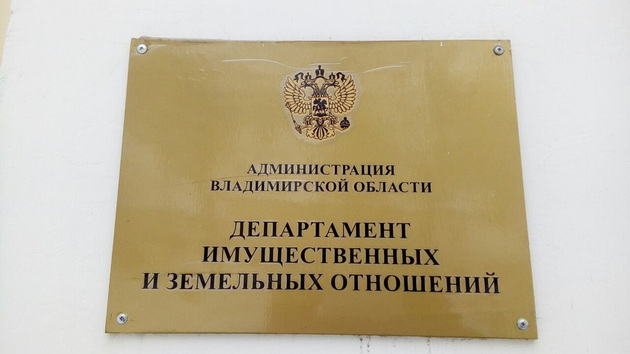 АДМИНИСТРАЦИЯ
ВЛАДИМИРСКОЙ ОБЛАСТИ
ДЕПАРТАМЕНТ
ИМУЩЕСТВЕННЫХ
И ЗЕМЕЛЬНЫХ ОТНОШЕНИЙ